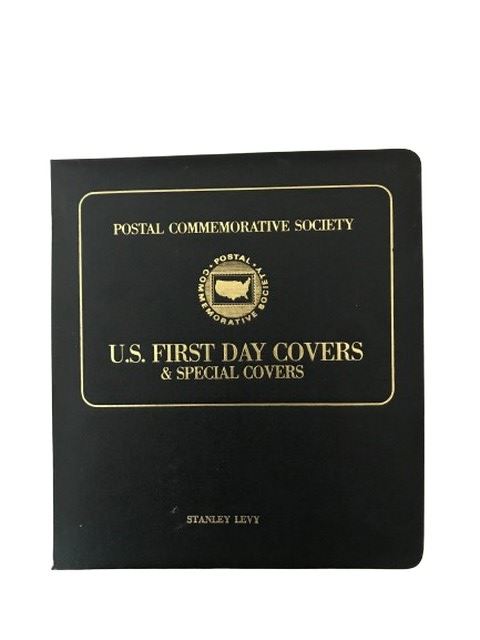 POSTAL COMMEMORATIVE SOCIETY
• POSTAL •
COMMEMORATIVE SOCIETY
U.S. FIRST DAY COVERS
& SPECIAL COVERS
STANLEY LEVY